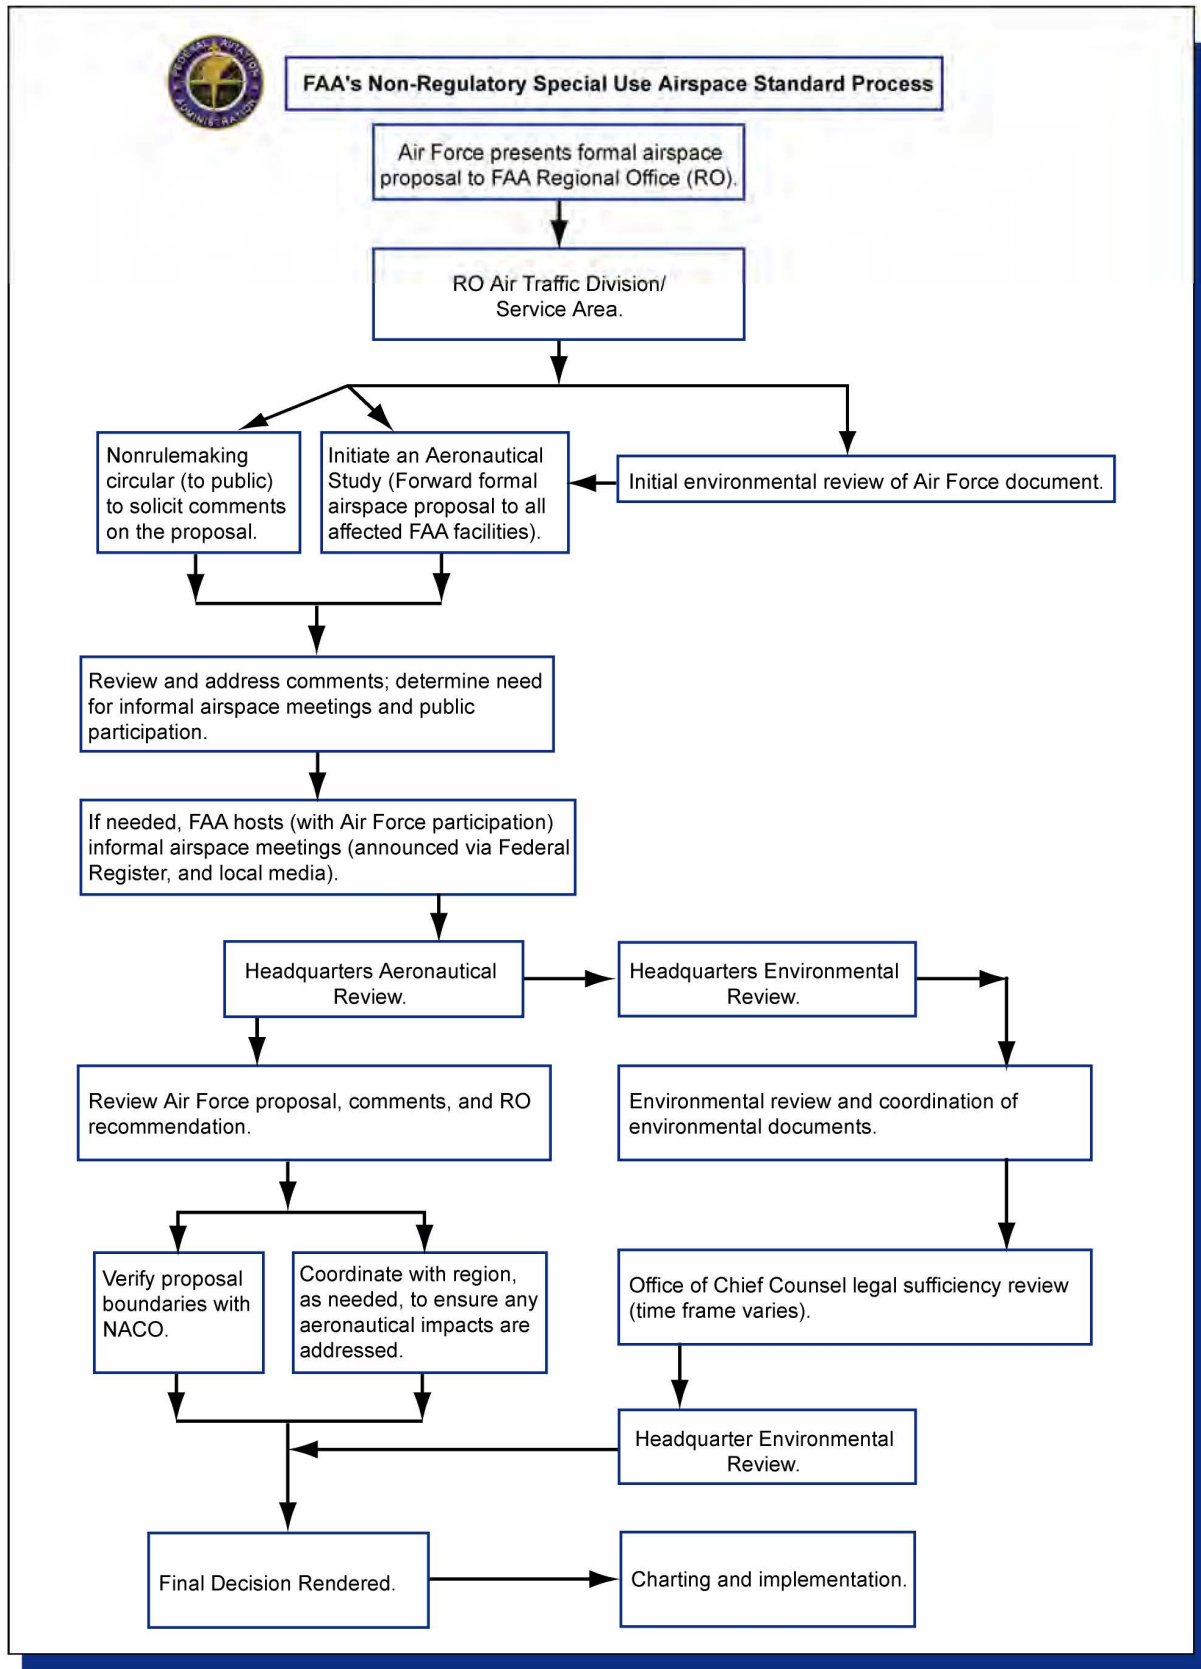 FEDERAL AVIATION
ADMINISTRATION
FAA's Non-Regulatory Special Use Airspace Standard Process
Air Force presents formal airspace
proposal to FAA Regional Office (RO).
RO Air Traffic Division/
Service Area.
Nonrulemaking
circular (to public)
to solicit comments
on the proposal.
Initiate an Aeronautical
Study (Forward formal
airspace proposal to all
affected FAA facilities).
Initial environmental review of Air Force document.
Review and address comments; determine need
for informal airspace meetings and public
participation.
If needed, FAA hosts (with Air Force participation)
informal airspace meetings (announced via Federal
Register, and local media).
Headquarters Aeronautical
Review.
Headquarters Environmental
Review.
Review Air Force proposal, comments, and RO
recommendation.
Environmental review and coordination of
environmental documents.
Verify proposal
boundaries with
NACO.
Coordinate with region,
as needed, to ensure any
aeronautical impacts are
addressed.
Office of Chief Counsel legal sufficiency review
(time frame varies).
Headquarter Environmental
Review.
Final Decision Rendered.
Charting and implementation.